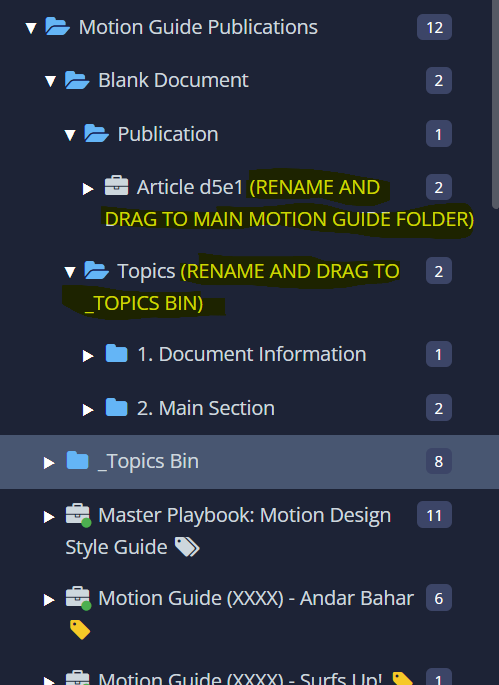 Motion Guide Publications 12
Blank Document 2
Publication 1
Article d5e1 (RENAME AND 2
DRAG TO MAIN MOTION GUIDE FOLDER)
Topics (RENAME AND DRAG TO 2
_TOPICS BIN)
1. Document Information 1
2. Main Section 2
_Topics Bin 8
Master Playbook: Motion Design 11
Style Guide
Motion Guide (XXXX) - Andar Bahar 6
Motion Guide (XXXX) - Surfs Up! 1